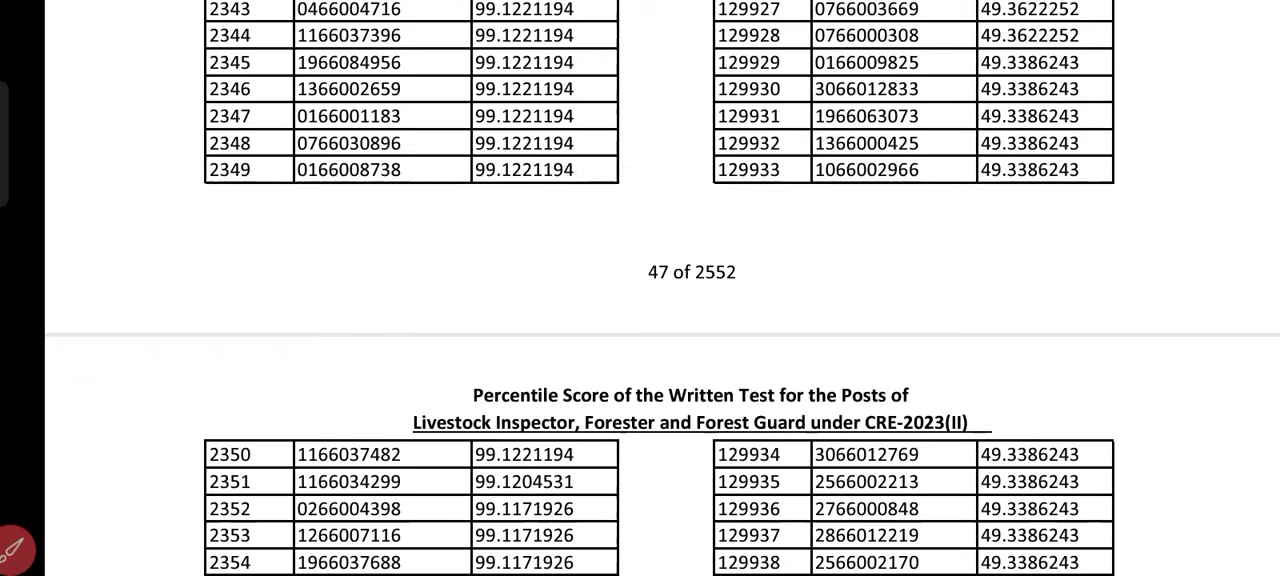 2343 0466004716 99.1221194 129927 0766003669 49.3622252
2344 1166037396 99.1221194 129928 0766000308 49.3622252
2345 1966084956 99.1221194 129929 0166009825 49.3386243
2346 1366002659 99.1221194 129930 3066012833 49.3386243
2347 0166001183 99.1221194 129931 1966063073 49.3386243
2348 0766030896 99.1221194 129932 1366000425 49.3386243
2349 0166008738 99.1221194 129933 1066002966 49.3386243
47 of 2552
Percentile Score of the Written Test for the Posts of
Livestock Inspector, Forester and Forest Guard under CRE-2023(II)
2350 1166037482 99.1221194 129934 3066012769 49.3386243
2351 1166034299 99.1204531 129935 2566002213 49.3386243
2352 0266004398 99.1171926 129936 2766000848 49.3386243
2353 1266007116 99.1171926 129937 2866012219 49.3386243
2354 1966037688 99.1171926 129938 2566002170 49.3386243